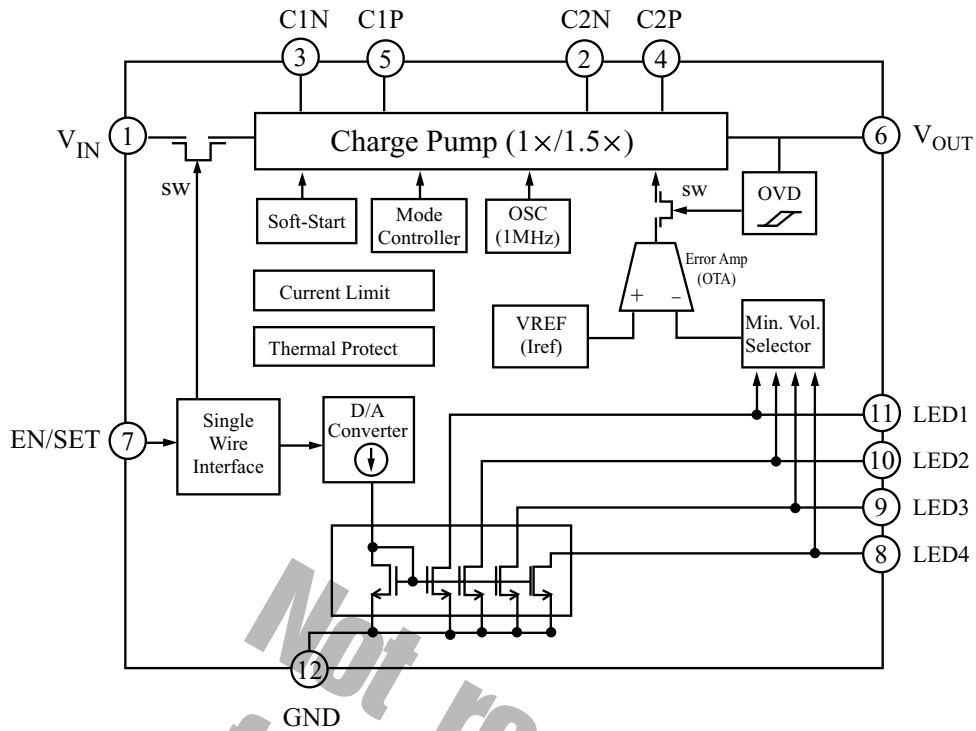 C1N C1P C2N C2P
3 5 2 4
1 Charge Pump (1×/1.5×) 6
V_IN V_OUT
sw sw OVD
Soft-Start Mode OSC
Controller (1MHz)
Error Amp
(OTA)
Current Limit + −
VREF Min. Vol.
(Iref) Selector
Thermal Protect
D/A
Converter
11 LED1
EN/SET 7 Single
Wire
Interface
10 LED2
9 LED3
8 LED4
12
GND
Not